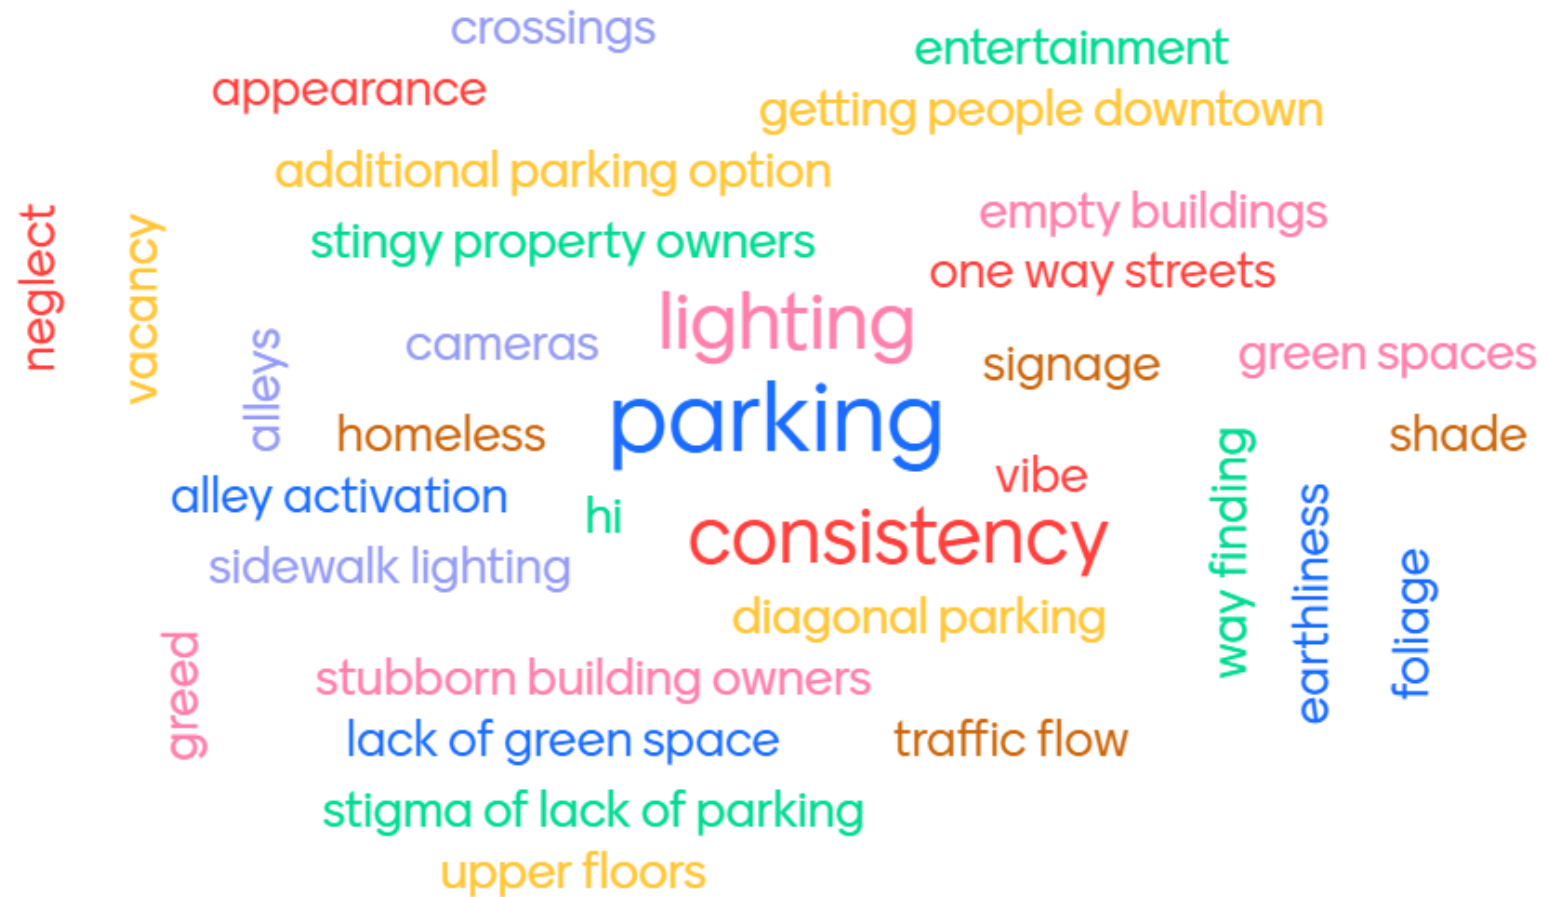 crossings
entertainment
appearance
getting people downtown
additional parking option
neglect
vacancy
empty buildings
stingy property owners
one way streets
lighting
alleys
cameras
signage
green spaces
parking
homeless
shade
vibe
alley activation
hi
consistency
way finding
earthliness
foliage
sidewalk lighting
diagonal parking
greed
stubborn building owners
lack of green space
traffic flow
stigma of lack of parking
upper floors